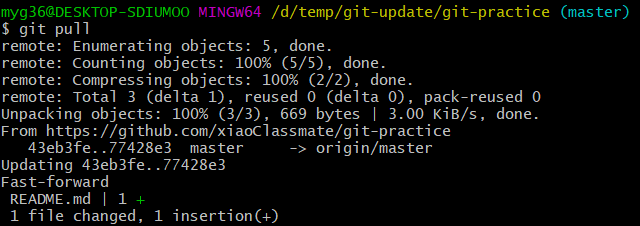 myg36@DESKTOP-SDIUMOO MINGW64 /d/temp/git-update/git-practice (master)
$ git pull
remote: Enumerating objects: 5, done.
remote: Counting objects: 100% (5/5), done.
remote: Compressing objects: 100% (2/2), done.
remote: Total 3 (delta 1), reused 0 (delta 0), pack-reused 0
Unpacking objects: 100% (3/3), 669 bytes | 3.00 KiB/s, done.
From https://github.com/xiaoClassmate/git-practice
   43eb3fe..77428e3  master     -> origin/master
Updating 43eb3fe..77428e3
Fast-forward
 README.md | 1 +
 1 file changed, 1 insertion(+)